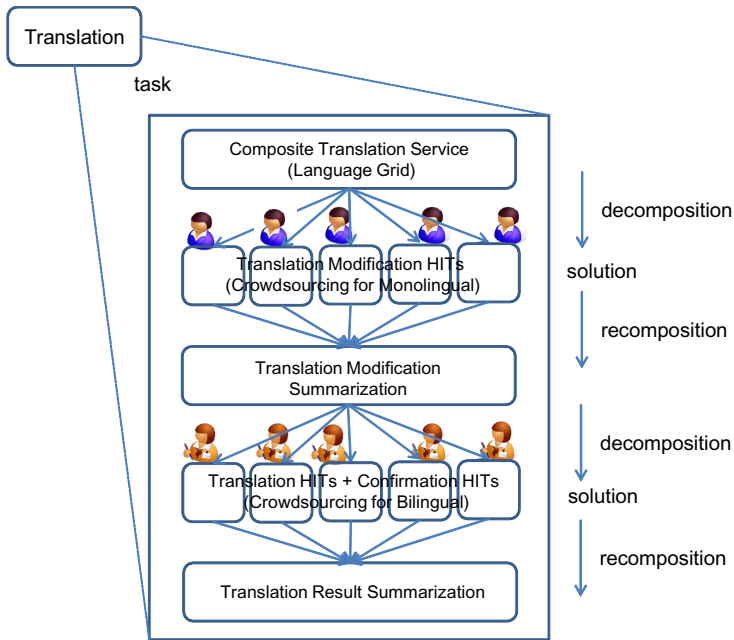 Translation
task
Composite Translation Service
(Language Grid)
decomposition
Translation Modification HITs
(Crowdsourcing for Monolingual)
solution
recomposition
Translation Modification
Summarization
decomposition
Translation HITs + Confirmation HITs
(Crowdsourcing for Bilingual)
solution
recomposition
Translation Result Summarization